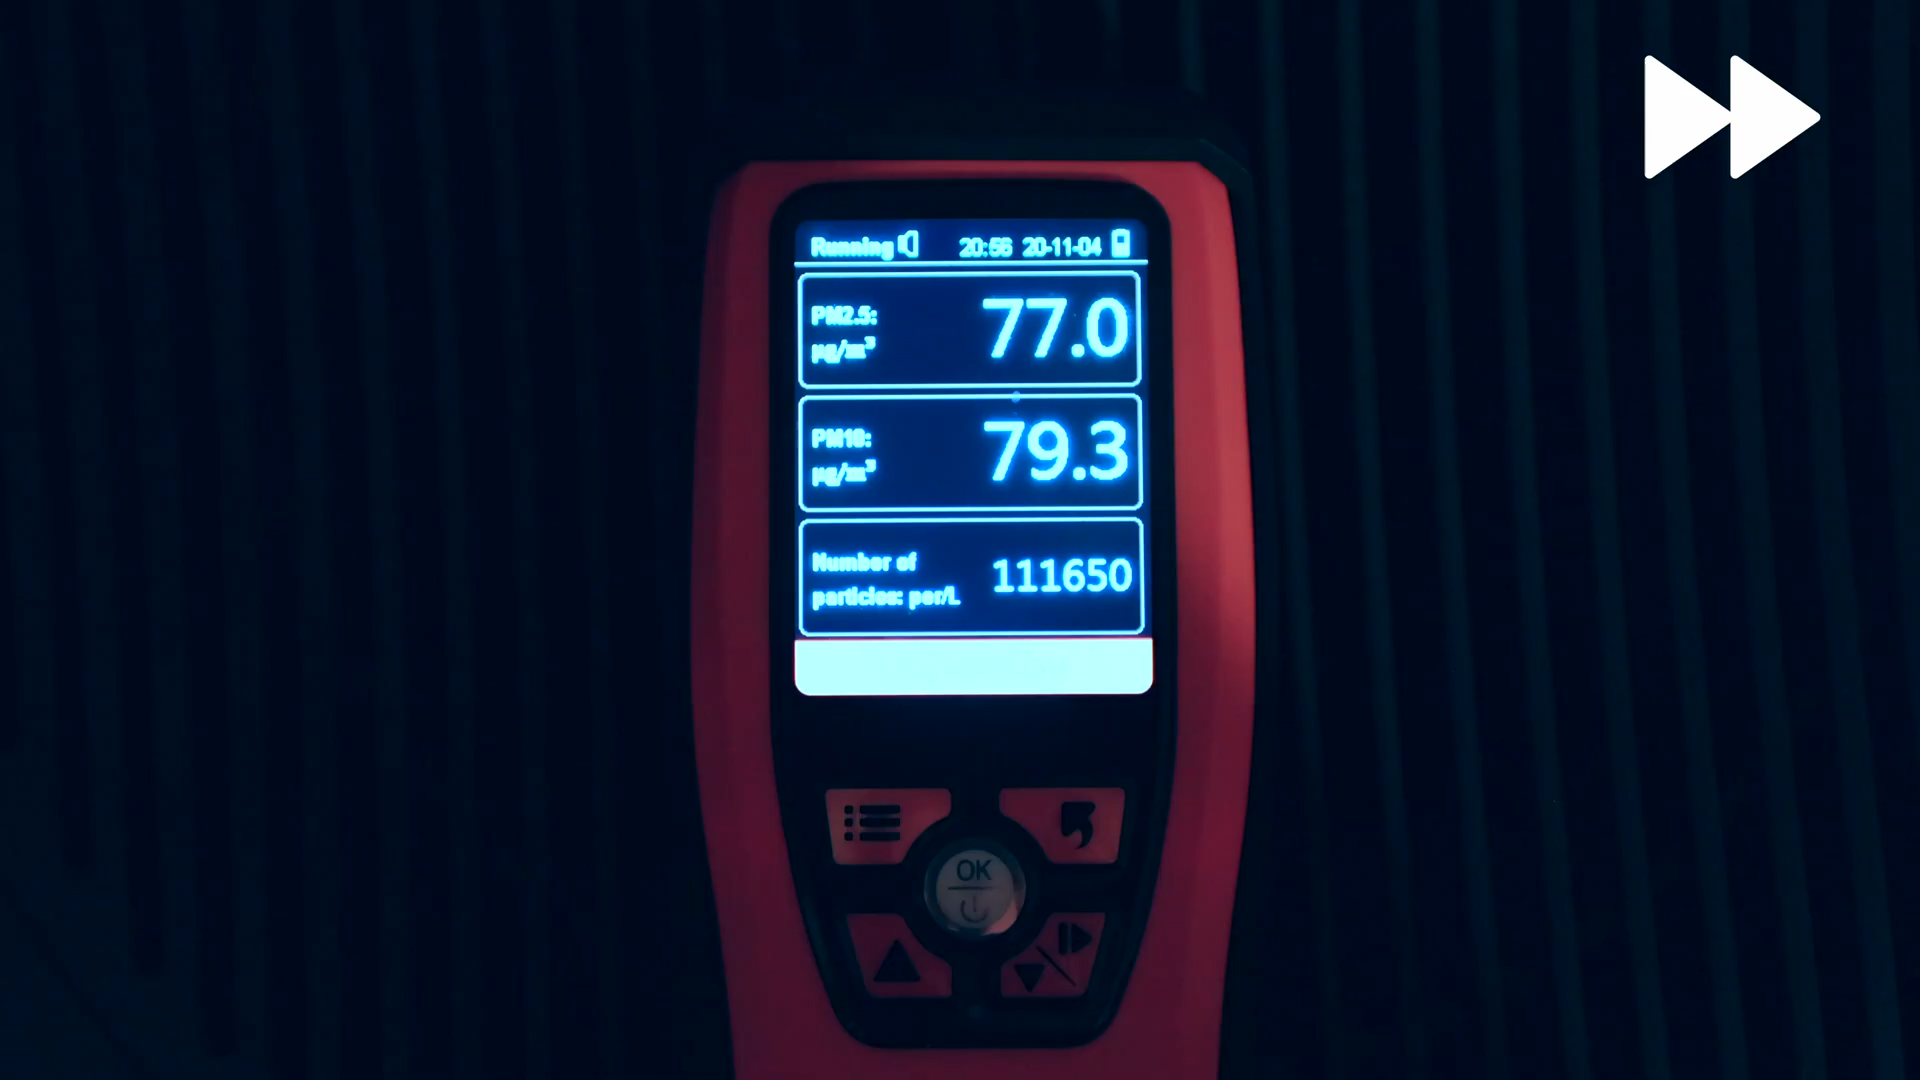 Running 20:56 20-11-04
PM2.5: 77.0
µg/m³
PM10: 79.3
µg/m³
Number of 111650
particles: per/L
OK